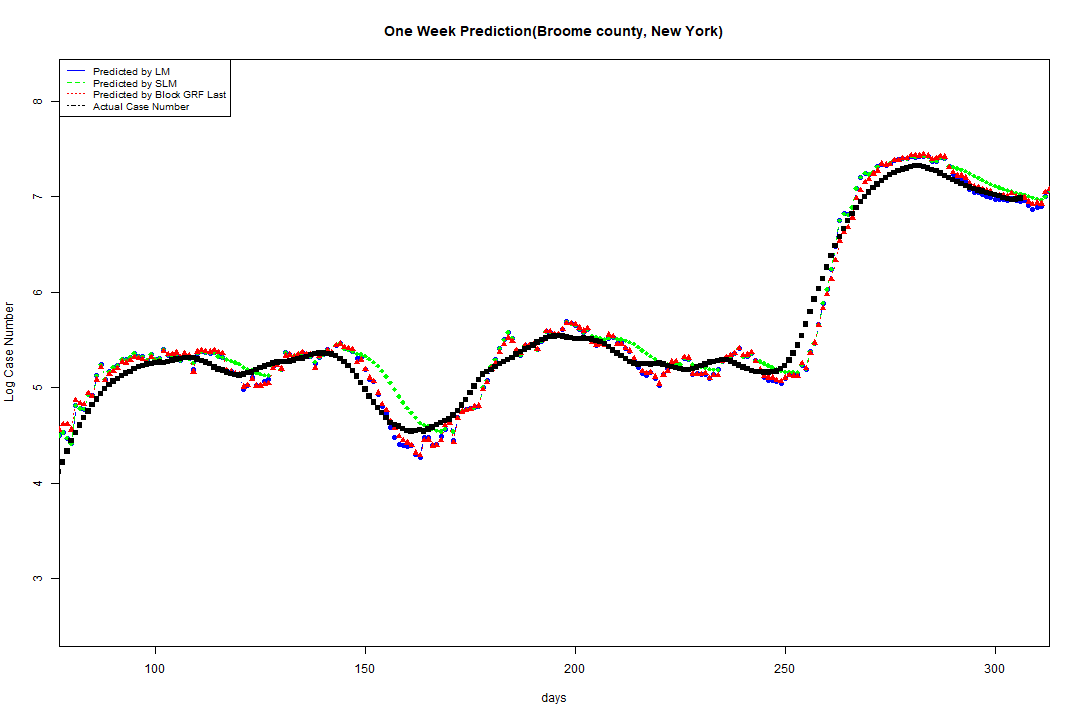 One Week Prediction(Broome county, New York)
Predicted by LM
Predicted by SLM
Predicted by Block GRF Last
Actual Case Number
8
7
6
5
4
3
Log Case Number
100 150 200 250 300
days